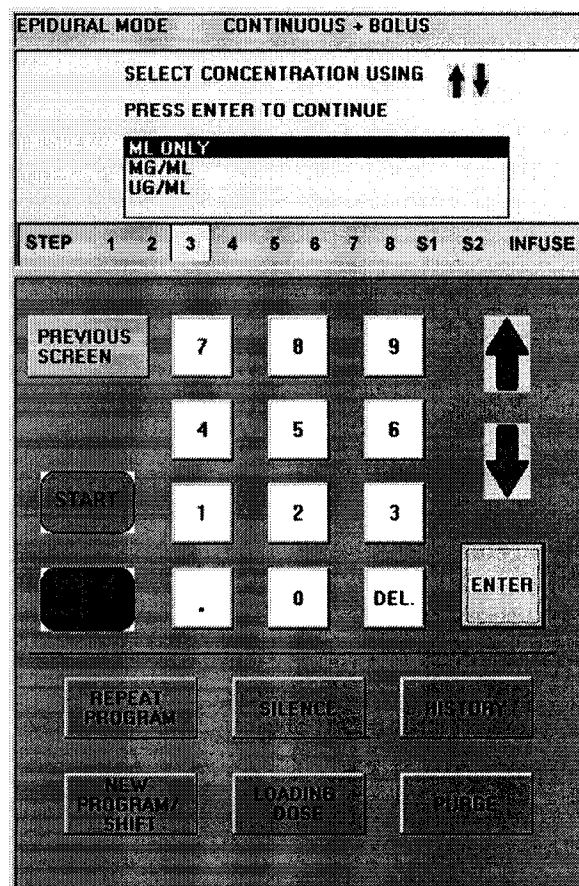 EPIDURAL MODE CONTINUOUS + BOLUS
SELECT CONCENTRATION USING
PRESS ENTER TO CONTINUE
ML ONLY
MG/ML
UG/ML
STEP 1 2 3 4 5 6 7 8 S1 S2 INFUSE
PREVIOUS
SCREEN
7 8 9
4 5 6
START
1 2 3
. 0 DEL.
ENTER
REPEAT
PROGRAM
SILENCE
HISTORY
NEW
PROGRAM/
SHIFT
LOADING
DOSE
PURGE